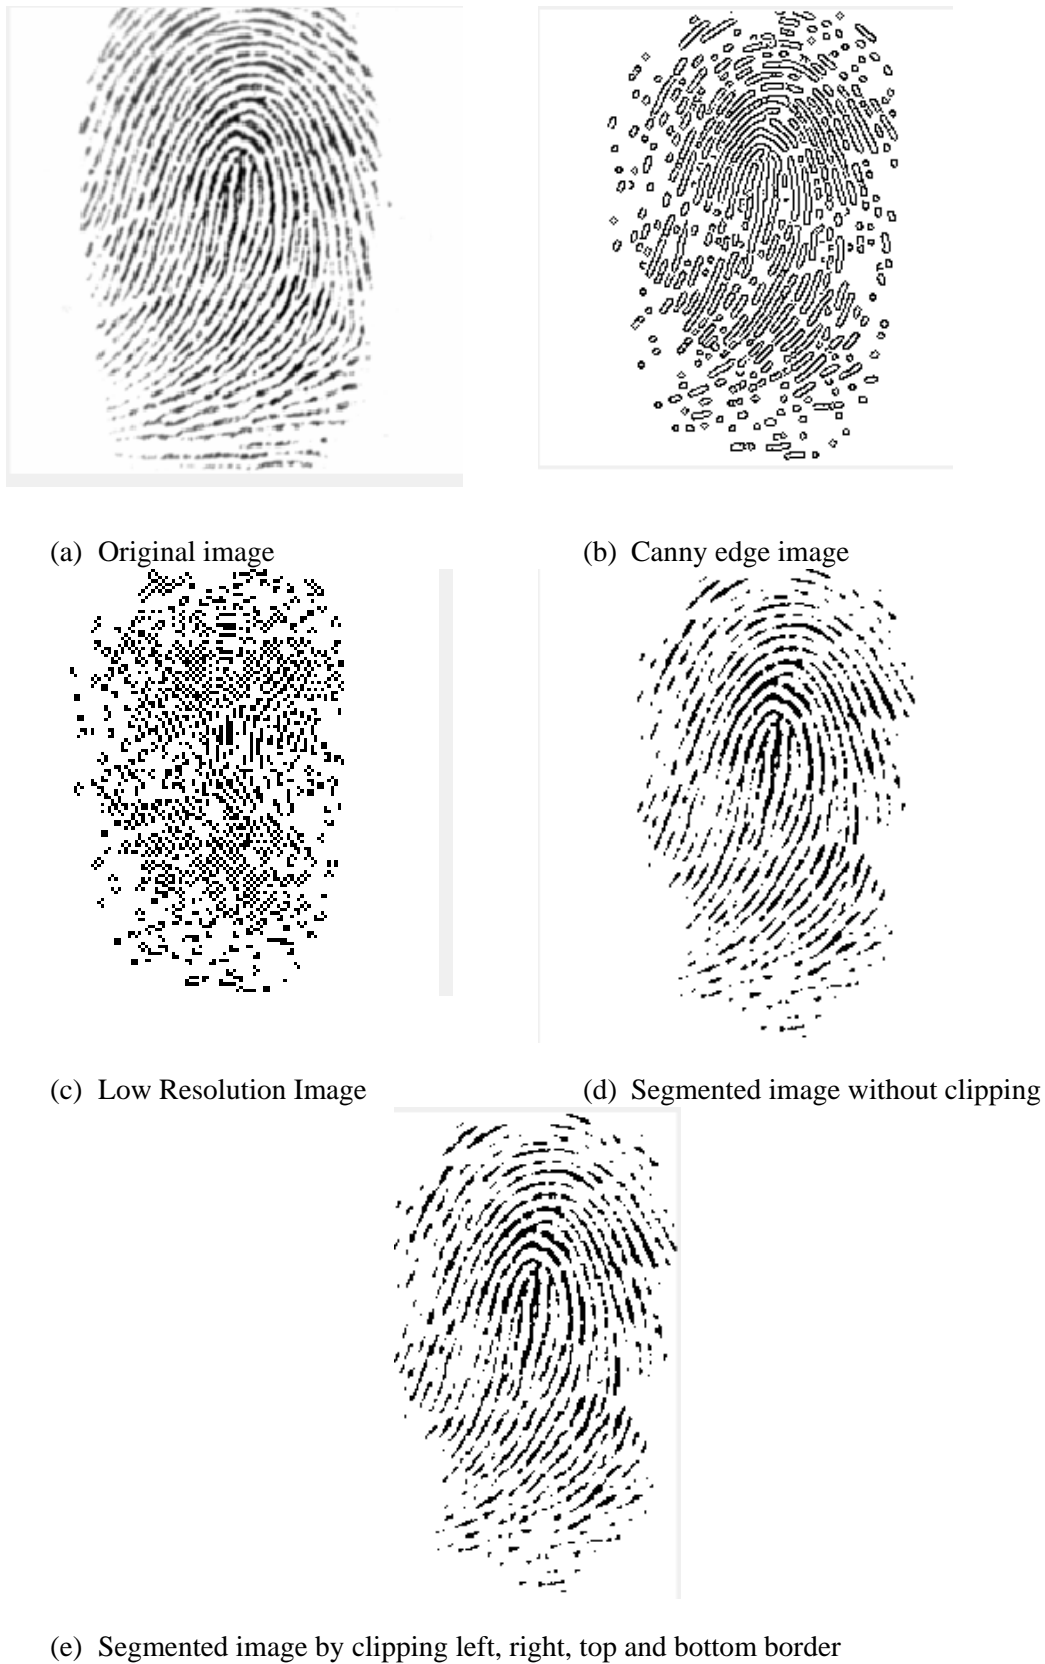 (a) Original image
(b) Canny edge image
(c) Low Resolution Image
(d) Segmented image without clipping
(e) Segmented image by clipping left, right, top and bottom border